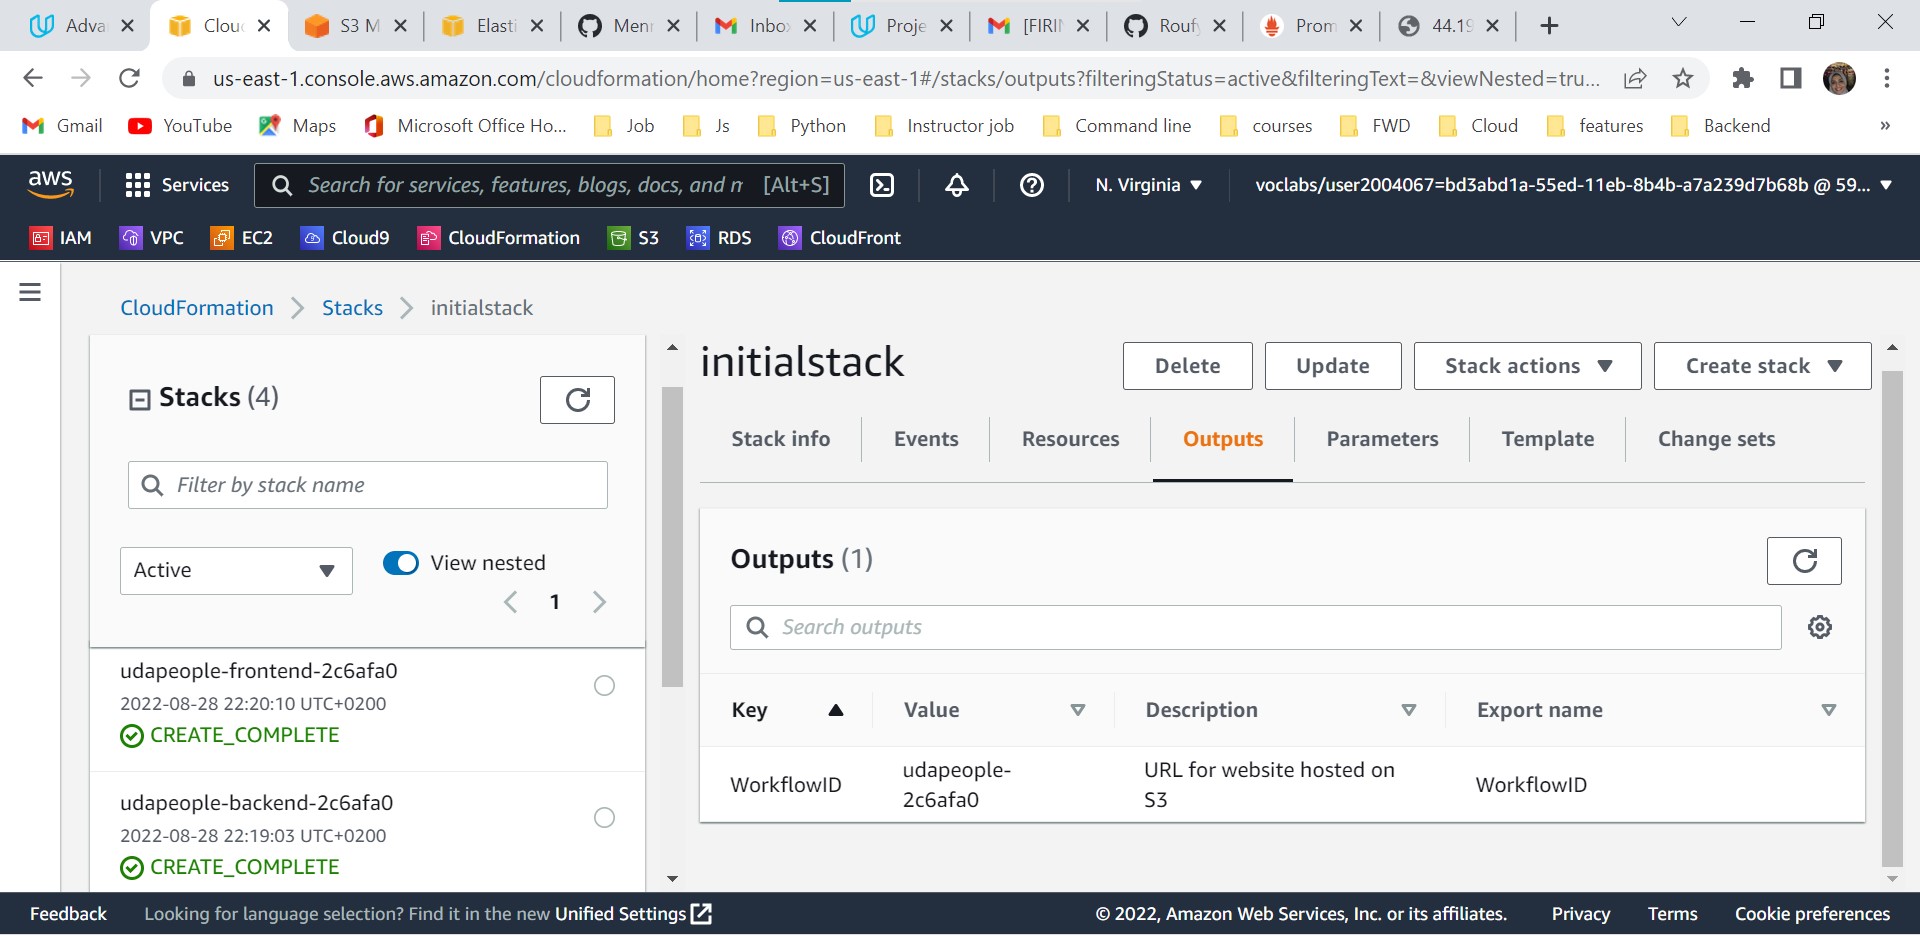 Adva
Clou
S3 M
Elasti
Menn
Inbo
Proje
[FIRIN
Roufy
Prom
44.19
us-east-1.console.aws.amazon.com/cloudformation/home?region=us-east-1#/stacks/outputs?filteringStatus=active&filteringText=&viewNested=tru...
Gmail YouTube Maps Microsoft Office Ho... Job Js Python Instructor job Command line courses FWD Cloud features Backend »
aws Services Search for services, features, blogs, docs, and m [Alt+S] N. Virginia voclabs/user2004067=bd3abd1a-55ed-11eb-8b4b-a7a239d7b68b @ 59...
IAM VPC EC2 Cloud9 CloudFormation S3 RDS CloudFront
CloudFormation Stacks initialstack
Stacks (4)
Filter by stack name
Active
View nested
1
udapeople-frontend-2c6afa0
2022-08-28 22:20:10 UTC+0200
CREATE_COMPLETE
udapeople-backend-2c6afa0
2022-08-28 22:19:03 UTC+0200
CREATE_COMPLETE
initialstack
Delete Update Stack actions Create stack
Stack info Events Resources Outputs Parameters Template Change sets
Outputs (1)
Search outputs
Key Value Description Export name
WorkflowID
udapeople-
2c6afa0
URL for website hosted on
S3
WorkflowID
Feedback Looking for language selection? Find it in the new Unified Settings © 2022, Amazon Web Services, Inc. or its affiliates. Privacy Terms Cookie preferences